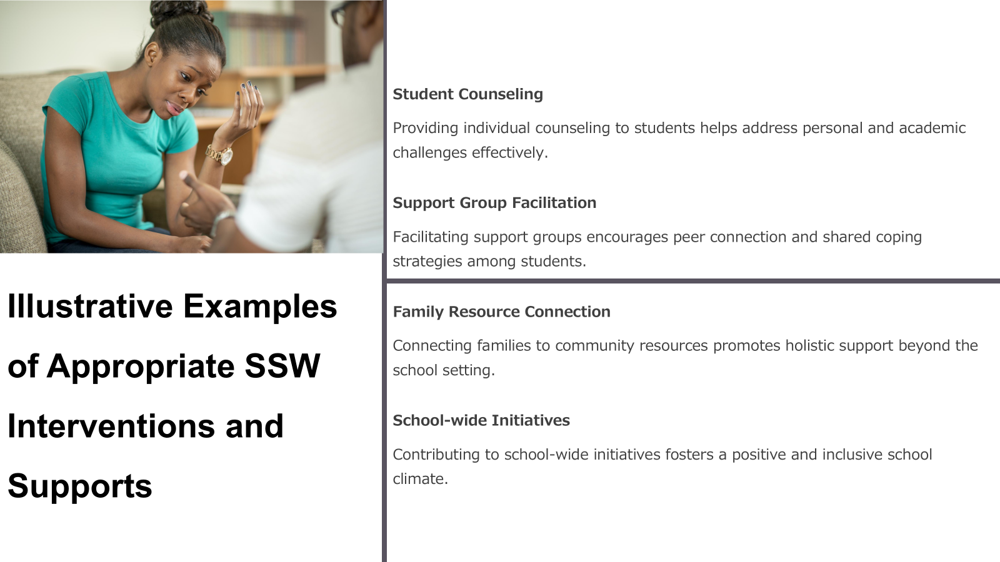 Illustrative Examples
of Appropriate SSW
Interventions and
Supports
Student Counseling
Providing individual counseling to students helps address personal and academic
challenges effectively.
Support Group Facilitation
Facilitating support groups encourages peer connection and shared coping
strategies among students.
Family Resource Connection
Connecting families to community resources promotes holistic support beyond the
school setting.
School-wide Initiatives
Contributing to school-wide initiatives fosters a positive and inclusive school
climate.